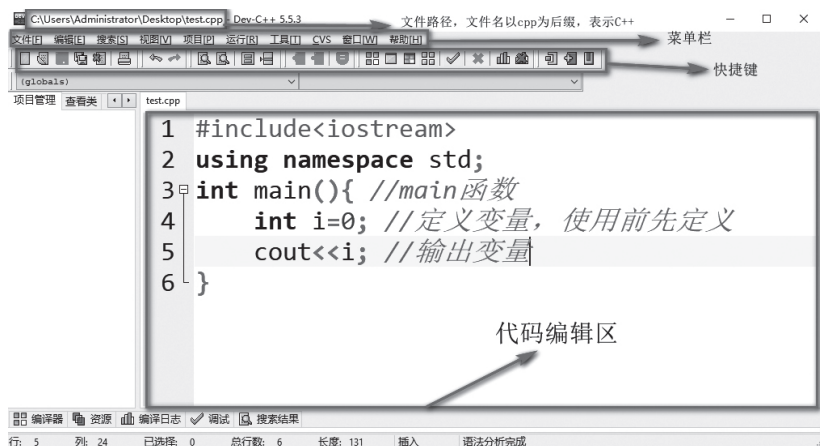 C:\Users\Administrator\Desktop\test.cpp - Dev-C++ 5.5.3
文件路径，文件名以cpp为后缀，表示C++
文件[F] 编辑[E] 搜索[S] 视图[V] 项目[P] 运行[R] 工具[T] CVS 窗口[W] 帮助[H]
菜单栏
快捷键
(globals)
项目管理 查看类 test.cpp
1 #include<iostream>
2 using namespace std;
3 int main(){ //main函数
4 int i=0; //定义变量，使用前先定义
5 cout<<i; //输出变量
6 }
代码编辑区
编译器 资源 编译日志 调试 搜索结果
行: 5 列: 24 已选择: 0 总行数: 6 长度: 131 插入 语法分析完成